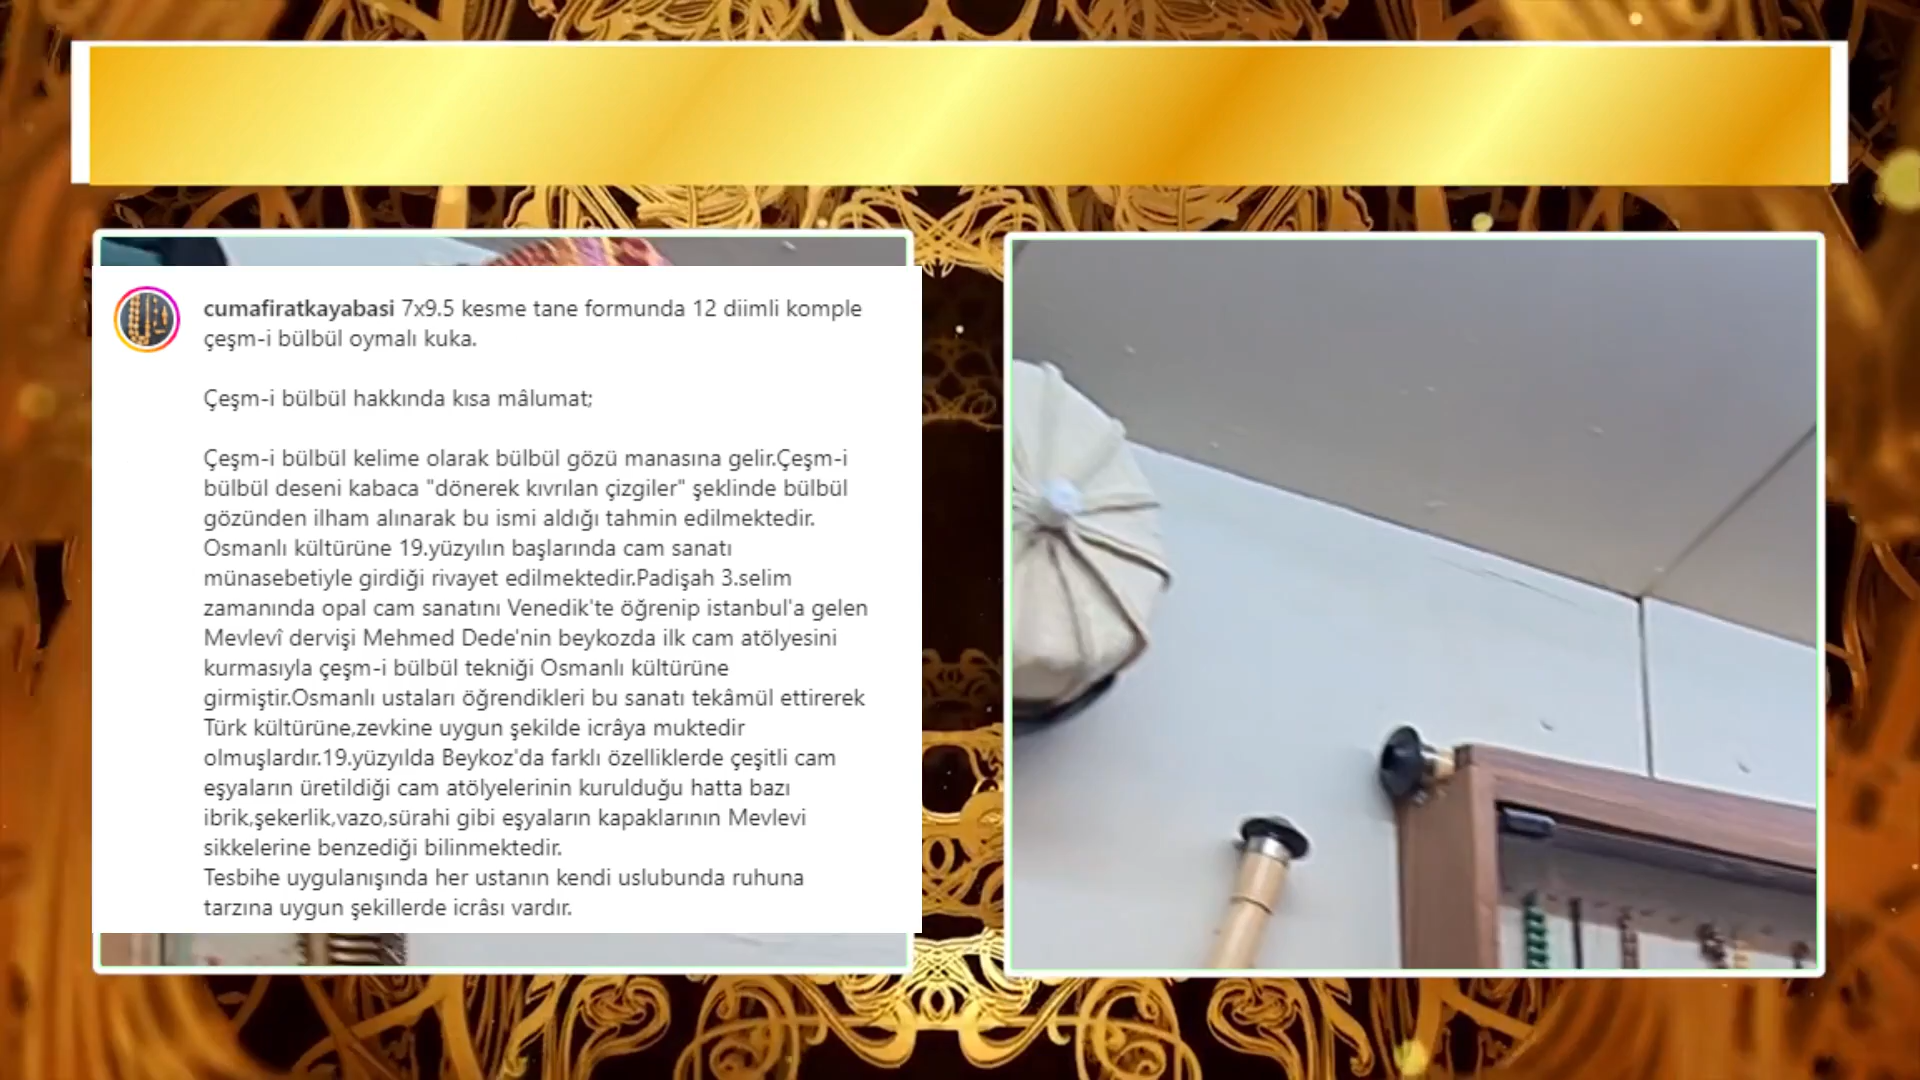 cumafiratkayabasi 7x9.5 kesme tane formunda 12 diimli komple
çeşm-i bülbül oymalı kuka.
Çeşm-i bülbül hakkında kısa mâlumat;
Çeşm-i bülbül kelime olarak bülbül gözü manasına gelir.Çeşm-i
bülbül deseni kabaca "dönerek kıvrılan çizgiler" şeklinde bülbül
gözünden ilham alınarak bu ismi aldığı tahmin edilmektedir.
Osmanlı kültürüne 19.yüzyılın başlarında cam sanatı
münasebetiyle girdiği rivayet edilmektedir.Padişah 3.selim
zamanında opal cam sanatını Venedik'te öğrenip istanbul'a gelen
Mevlevî dervişi Mehmed Dede'nin beykozda ilk cam atölyesini
kurmasıyla çeşm-i bülbül tekniği Osmanlı kültürüne
girmiştir.Osmanlı ustaları öğrendikleri bu sanatı tekâmül ettirerek
Türk kültürüne,zevkine uygun şekilde icrâya muktedir
olmuşlardır.19.yüzyılda Beykoz'da farklı özelliklerde çeşitli cam
eşyaların üretildiği cam atölyelerinin kurulduğu hatta bazı
ibrik,şekerlik,vazo,sürahi gibi eşyaların kapaklarının Mevlevi
sikkelerine benzediği bilinmektedir.
Tesbihe uygulanışında her ustanın kendi uslubunda ruhuna
tarzına uygun şekillerde icrâsı vardır.